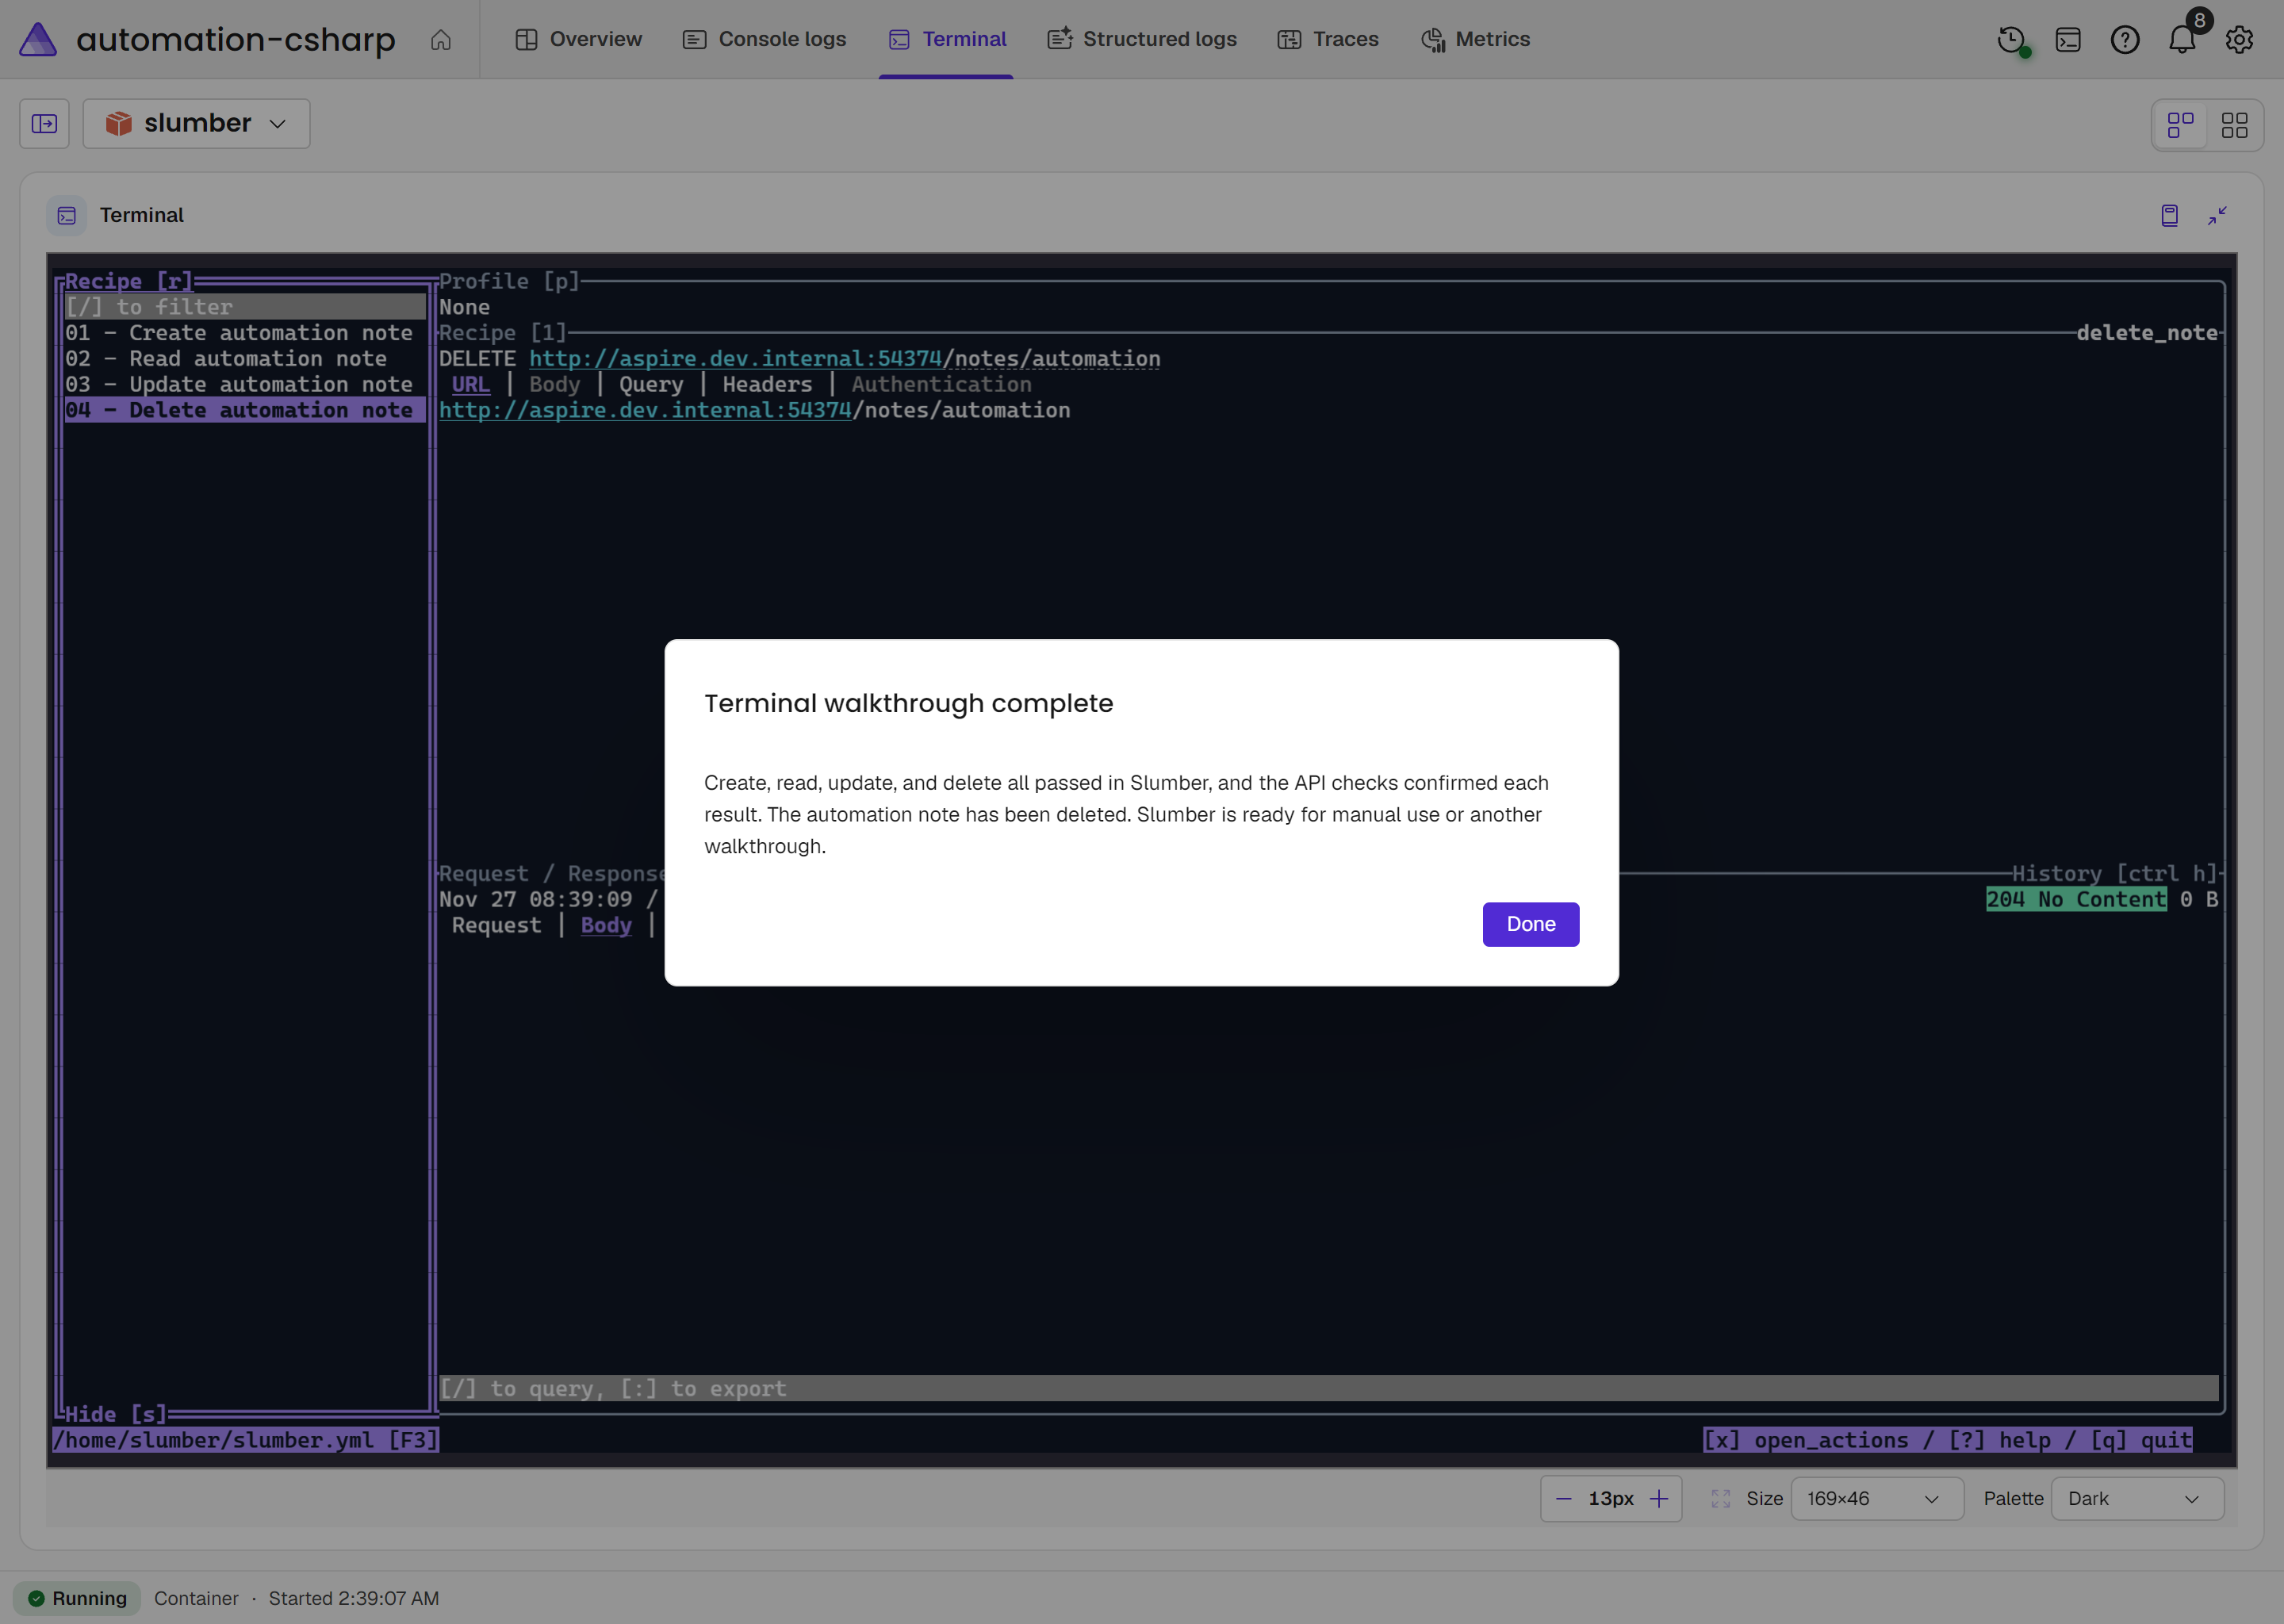 automation-csharp
Overview
Console logs
Terminal
Structured logs
Traces
Metrics
8
slumber
Terminal
Recipe [r]
[/] to filter
01 – Create automation note
02 – Read automation note
03 – Update automation note
04 – Delete automation note
Hide [s]
Profile [p]
None
Recipe [1] delete_note
DELETE http://aspire.dev.internal:54374/notes/automation
URL | Body | Query | Headers | Authentication
http://aspire.dev.internal:54374/notes/automation
Terminal walkthrough complete
Create, read, update, and delete all passed in Slumber, and the API checks confirmed each
result. The automation note has been deleted. Slumber is ready for manual use or another
walkthrough.
Done
Request / Response
History [ctrl h]
Nov 27 08:39:09 /
204 No Content 0 B
Request | Body |
[/] to query, [:] to export
/home/slumber/slumber.yml [F3]
[x] open_actions / [?] help / [q] quit
13px
Size
169×46
Palette
Dark
Running
Container · Started 2:39:07 AM